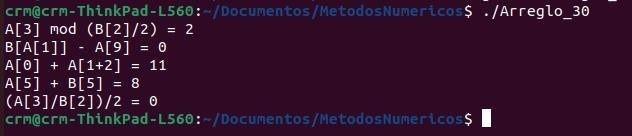 crm@crm-ThinkPad-L560:~/Documentos/MetodosNumericos$ ./Arreglo_30
A[3] mod (B[2]/2) = 2
B[A[1]] - A[9] = 0
A[0] + A[1+2] = 11
A[5] + B[5] = 8
(A[3]/B[2])/2 = 0
crm@crm-ThinkPad-L560:~/Documentos/MetodosNumericos$